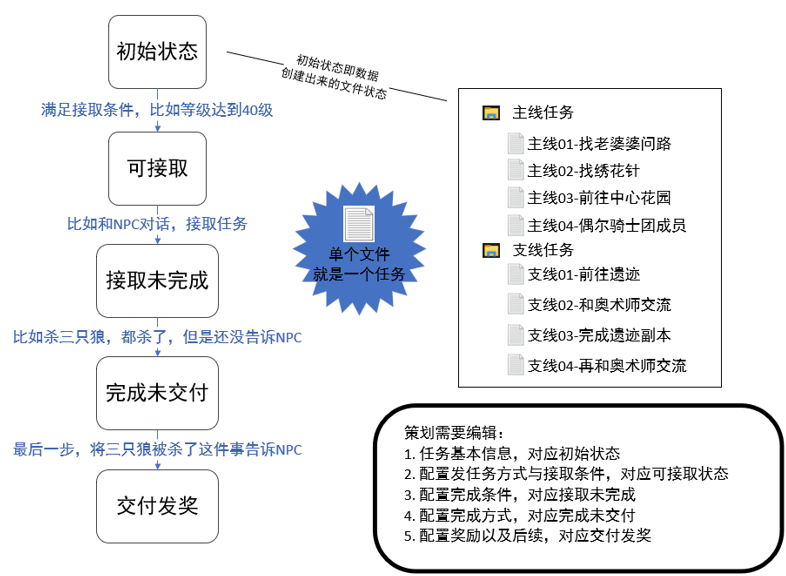 初始状态
满足接取条件，比如等级达到40级
可接取
比如和NPC对话，接取任务
接取未完成
比如杀三只狼，都杀了，但是还没告诉NPC
完成未交付
最后一步，将三只狼被杀了这件事告诉NPC
交付发奖
初始状态即数据
创建出来的文件状态
单个文件
就是一个任务
主线任务
主线01-找老婆婆问路
主线02-找绣花针
主线03-前往中心花园
主线04-偶尔骑士团成员
支线任务
支线01-前往遗迹
支线02-和奥术师交流
支线03-完成遗迹副本
支线04-再和奥术师交流
策划需要编辑：
1. 任务基本信息，对应初始状态
2. 配置发任务方式与接取条件，对应可接取状态
3. 配置完成条件，对应接取未完成
4. 配置完成方式，对应完成未交付
5. 配置奖励以及后续，对应交付发奖